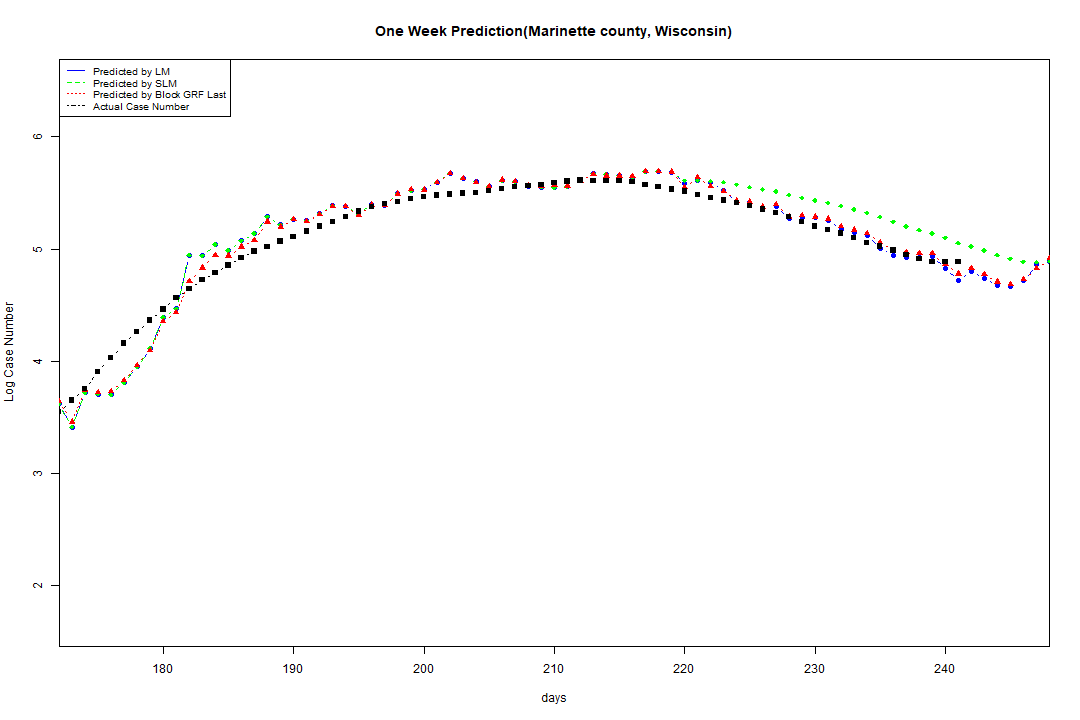 One Week Prediction(Marinette county, Wisconsin)
Predicted by LM
Predicted by SLM
Predicted by Block GRF Last
Actual Case Number
6
5
4
3
2
Log Case Number
180 190 200 210 220 230 240
days